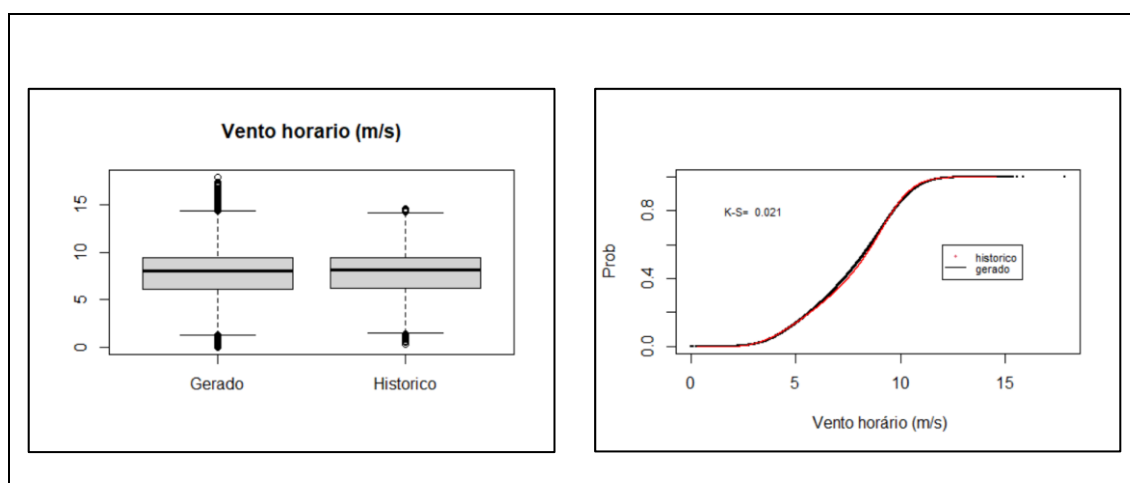 Vento horario (m/s)
15
10
5
0
Gerado Historico
0.8
K-S= 0.021
Prob
historico
gerado
0.4
0.0
0 5 10 15
Vento horário (m/s)